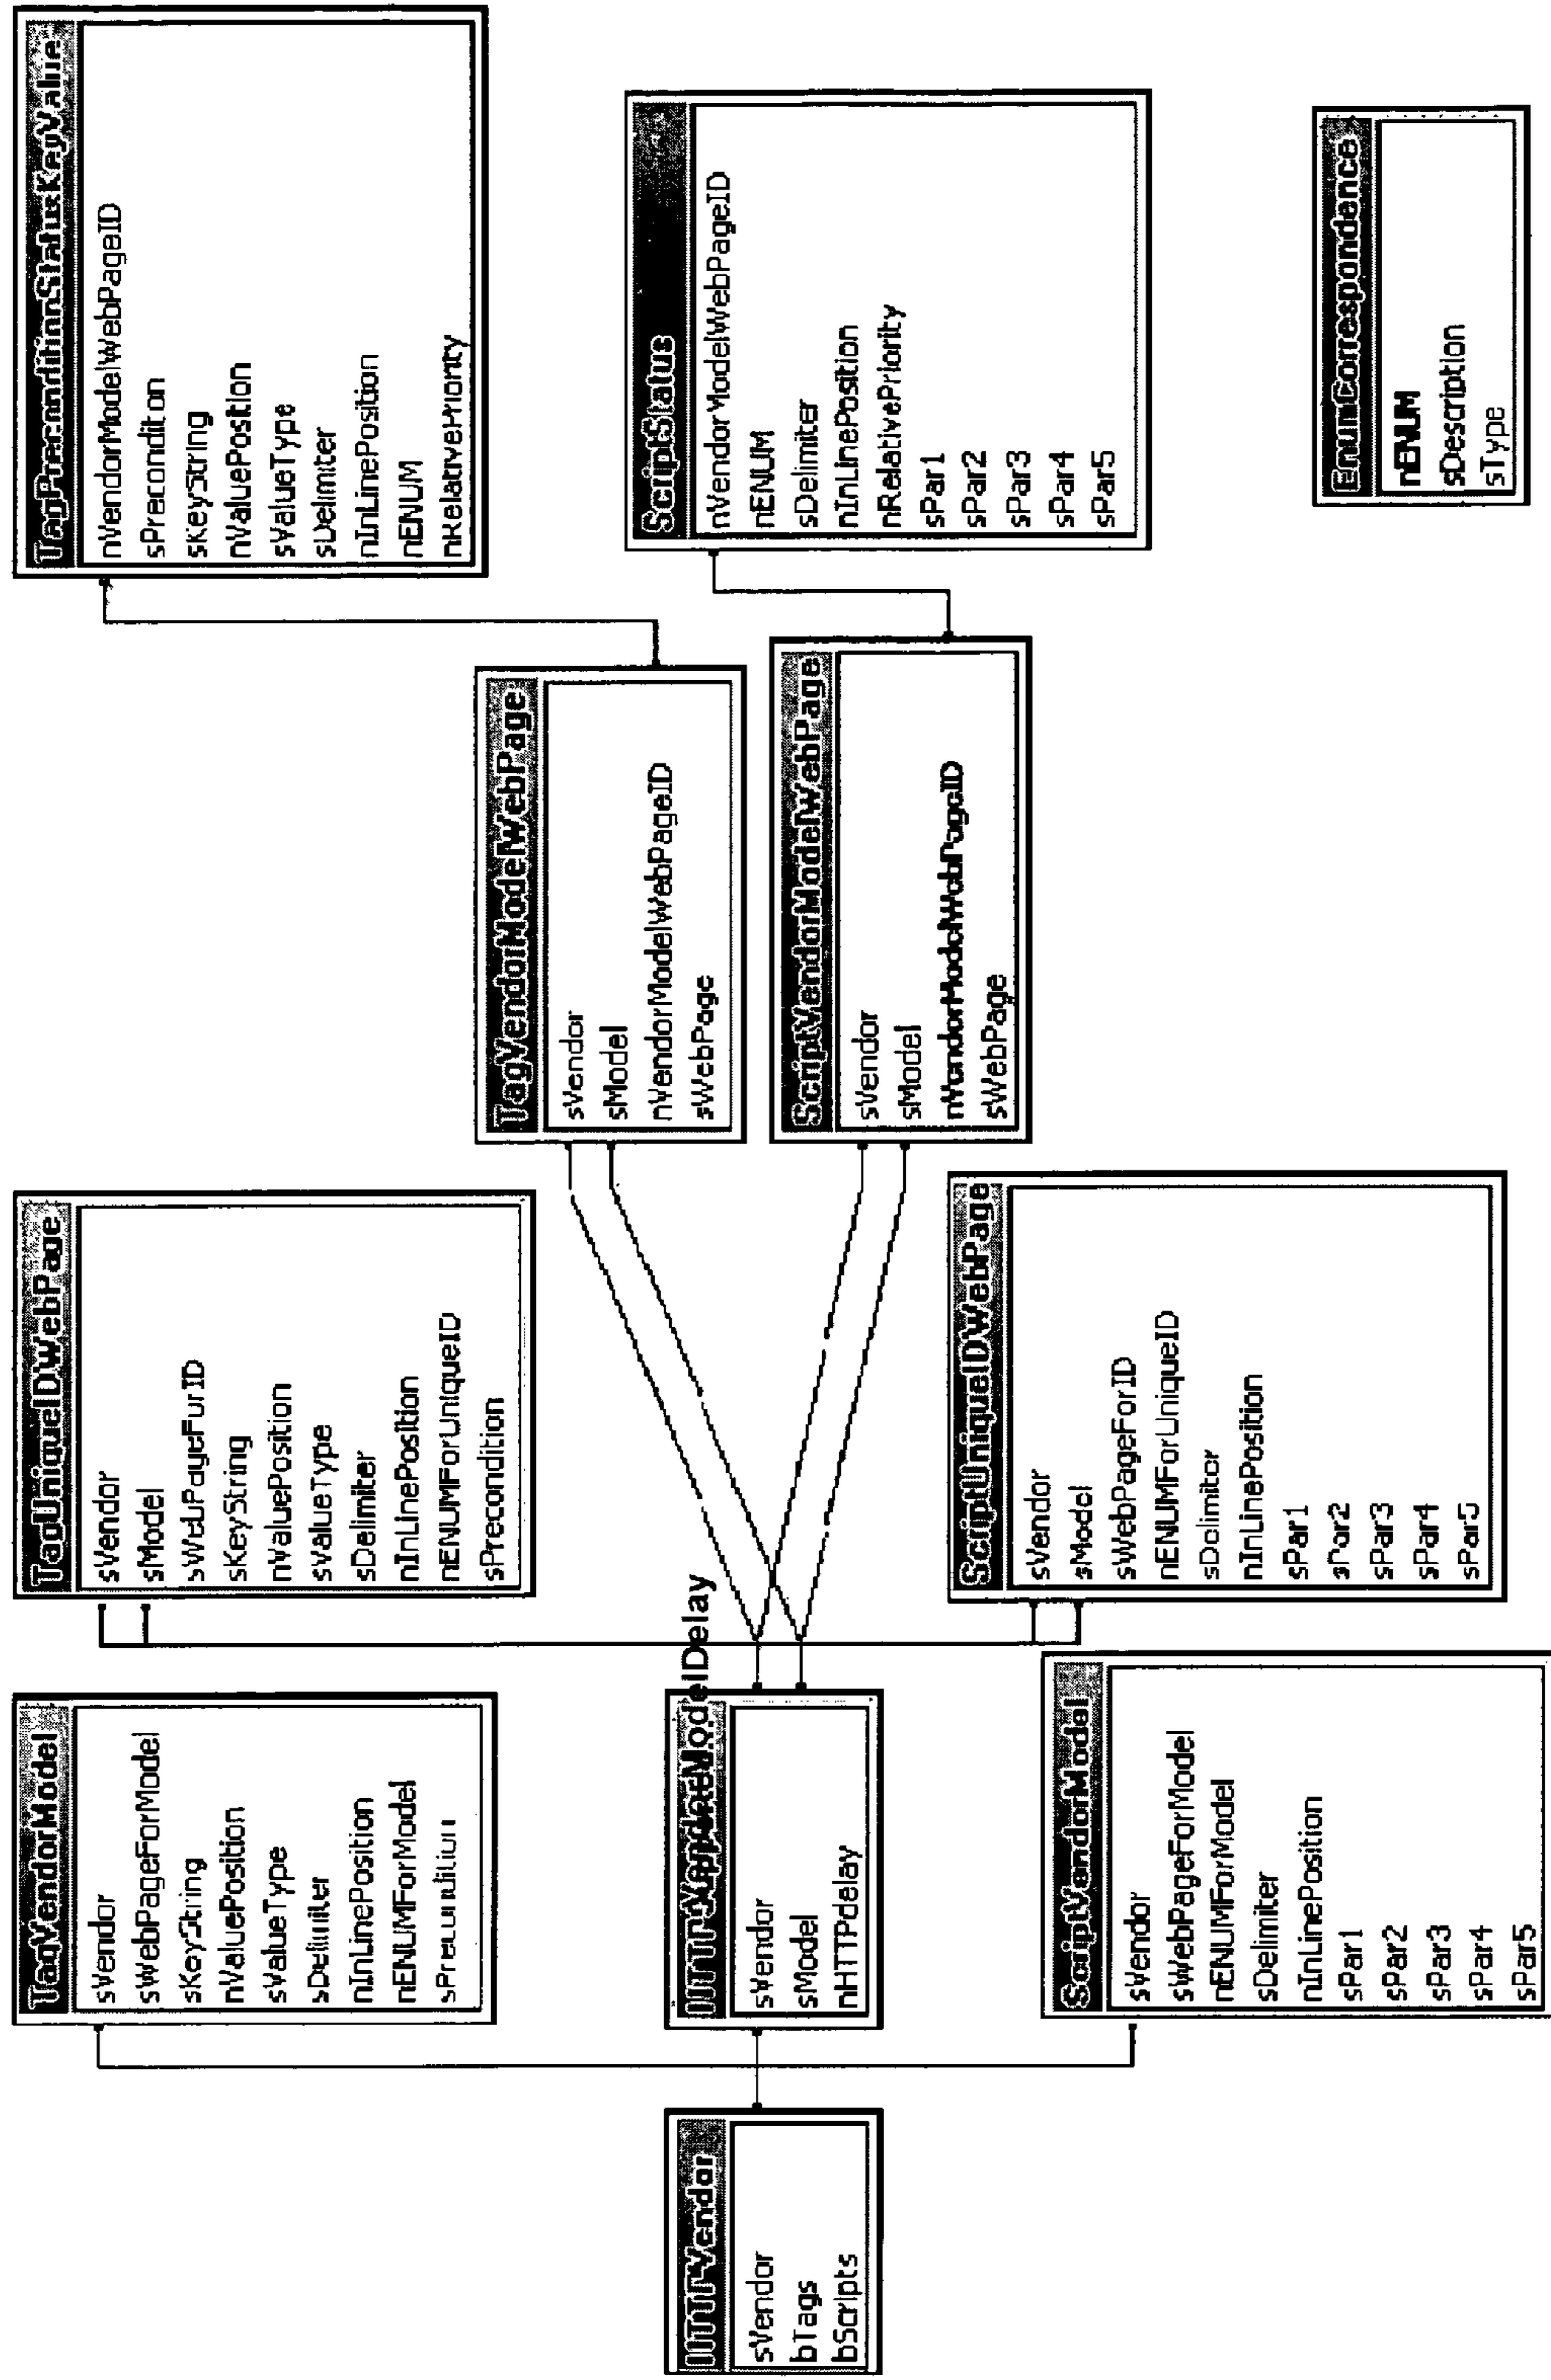 HTTPVendor
sVendor
bTags
bScripts
TagVendorModel
sVendor
sWebPageForModel
sKeyString
nValuePosition
sValueType
sDelimiter
nInLinePosition
nENUMForModel
sPrecondition
ModelDelay
sVendor
sModel
nHTTPdelay
ScriptVendorModel
sVendor
sWebPageForModel
nENUMForModel
sDelimiter
nInLinePosition
sPar1
sPar2
sPar3
sPar4
sPar5
TagUniqueIDWebPage
sVendor
sModel
sWebPageForID
sKeyString
nValuePosition
sValueType
sDelimiter
nInLinePosition
nENUMForUniqueID
sPrecondition
ScriptUniqueIDWebPage
sVendor
sModel
sWebPageForID
nENUMForUniqueID
sDelimiter
nInLinePosition
sPar1
sPar2
sPar3
sPar4
sPar5
TagVendorModelWebPage
sVendor
sModel
nVendorModelWebPageID
sWebPage
ScriptVendorModelWebPage
sVendor
sModel
nVendorModelWebPageID
sWebPage
TagPreconditionStatusKeyValue
nVendorModelWebPageID
sPrecondition
sKeyString
nValuePosition
sValueType
sDelimiter
nInLinePosition
nENUM
nRelativePriority
ScriptStatus
nVendorModelWebPageID
nENUM
sDelimiter
nInLinePosition
nRelativePriority
sPar1
sPar2
sPar3
sPar4
sPar5
EnumCorrespondence
nENUM
sDescription
sType